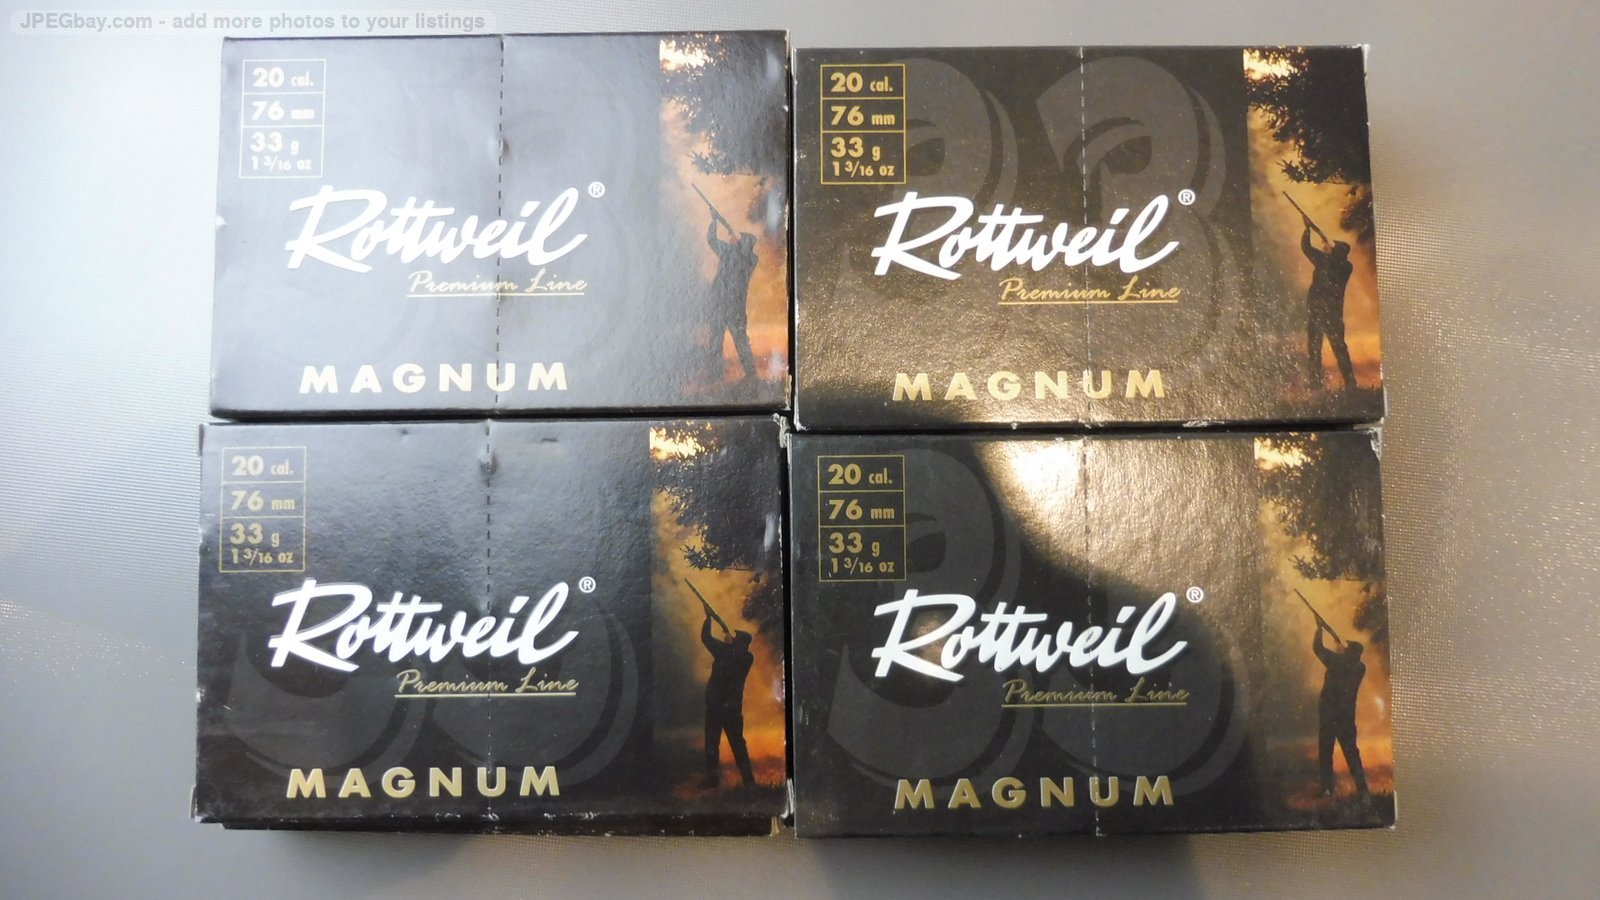 JPEGbay.com - add more photos to your listings
20 cal.
76 mm
33 g
1 3/16 oz
Rottweil®
Premium Line
MAGNUM
20 cal.
76 mm
33 g
1 3/16 oz
Rottweil®
Premium Line
MAGNUM
20 cal.
76 mm
33 g
1 3/16 oz
Rottweil®
Premium Line
MAGNUM
20 cal.
76 mm
33 g
1 3/16 oz
Rottweil®
Premium Line
MAGNUM